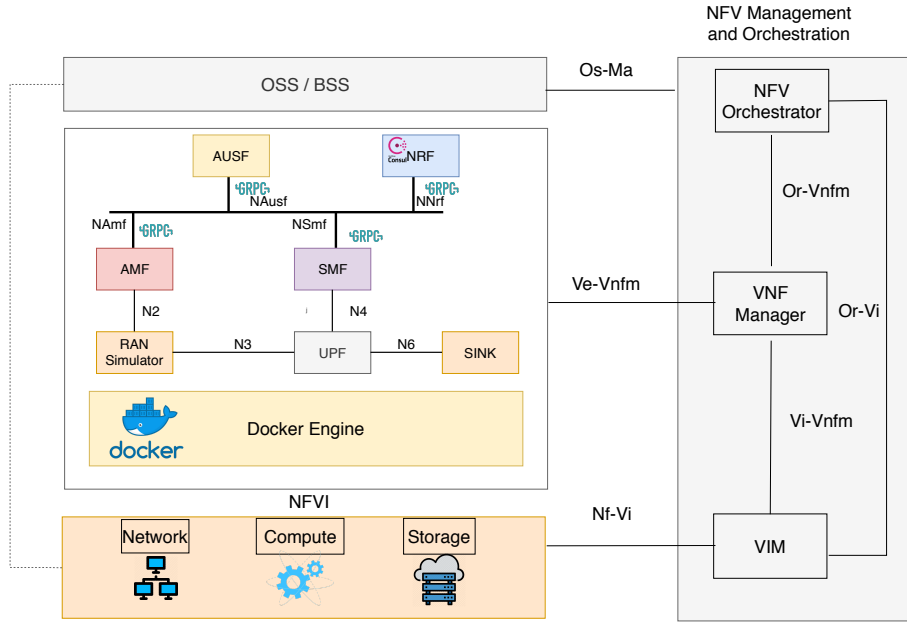 NFV Management
and Orchestration
OSS / BSS
Os-Ma
NFV
Orchestrator
AUSF
Consul
NRF
GRPC
GRPC
NAusf
NNrf
NAmf
GRPC
NSmf
GRPC
Or-Vnfm
AMF
SMF
Ve-Vnfm
VNF
Manager
Or-Vi
N2
N4
RAN
Simulator
N3
UPF
N6
SINK
Docker Engine
docker
Vi-Vnfm
NFVI
Nf-Vi
Network
Compute
Storage
VIM